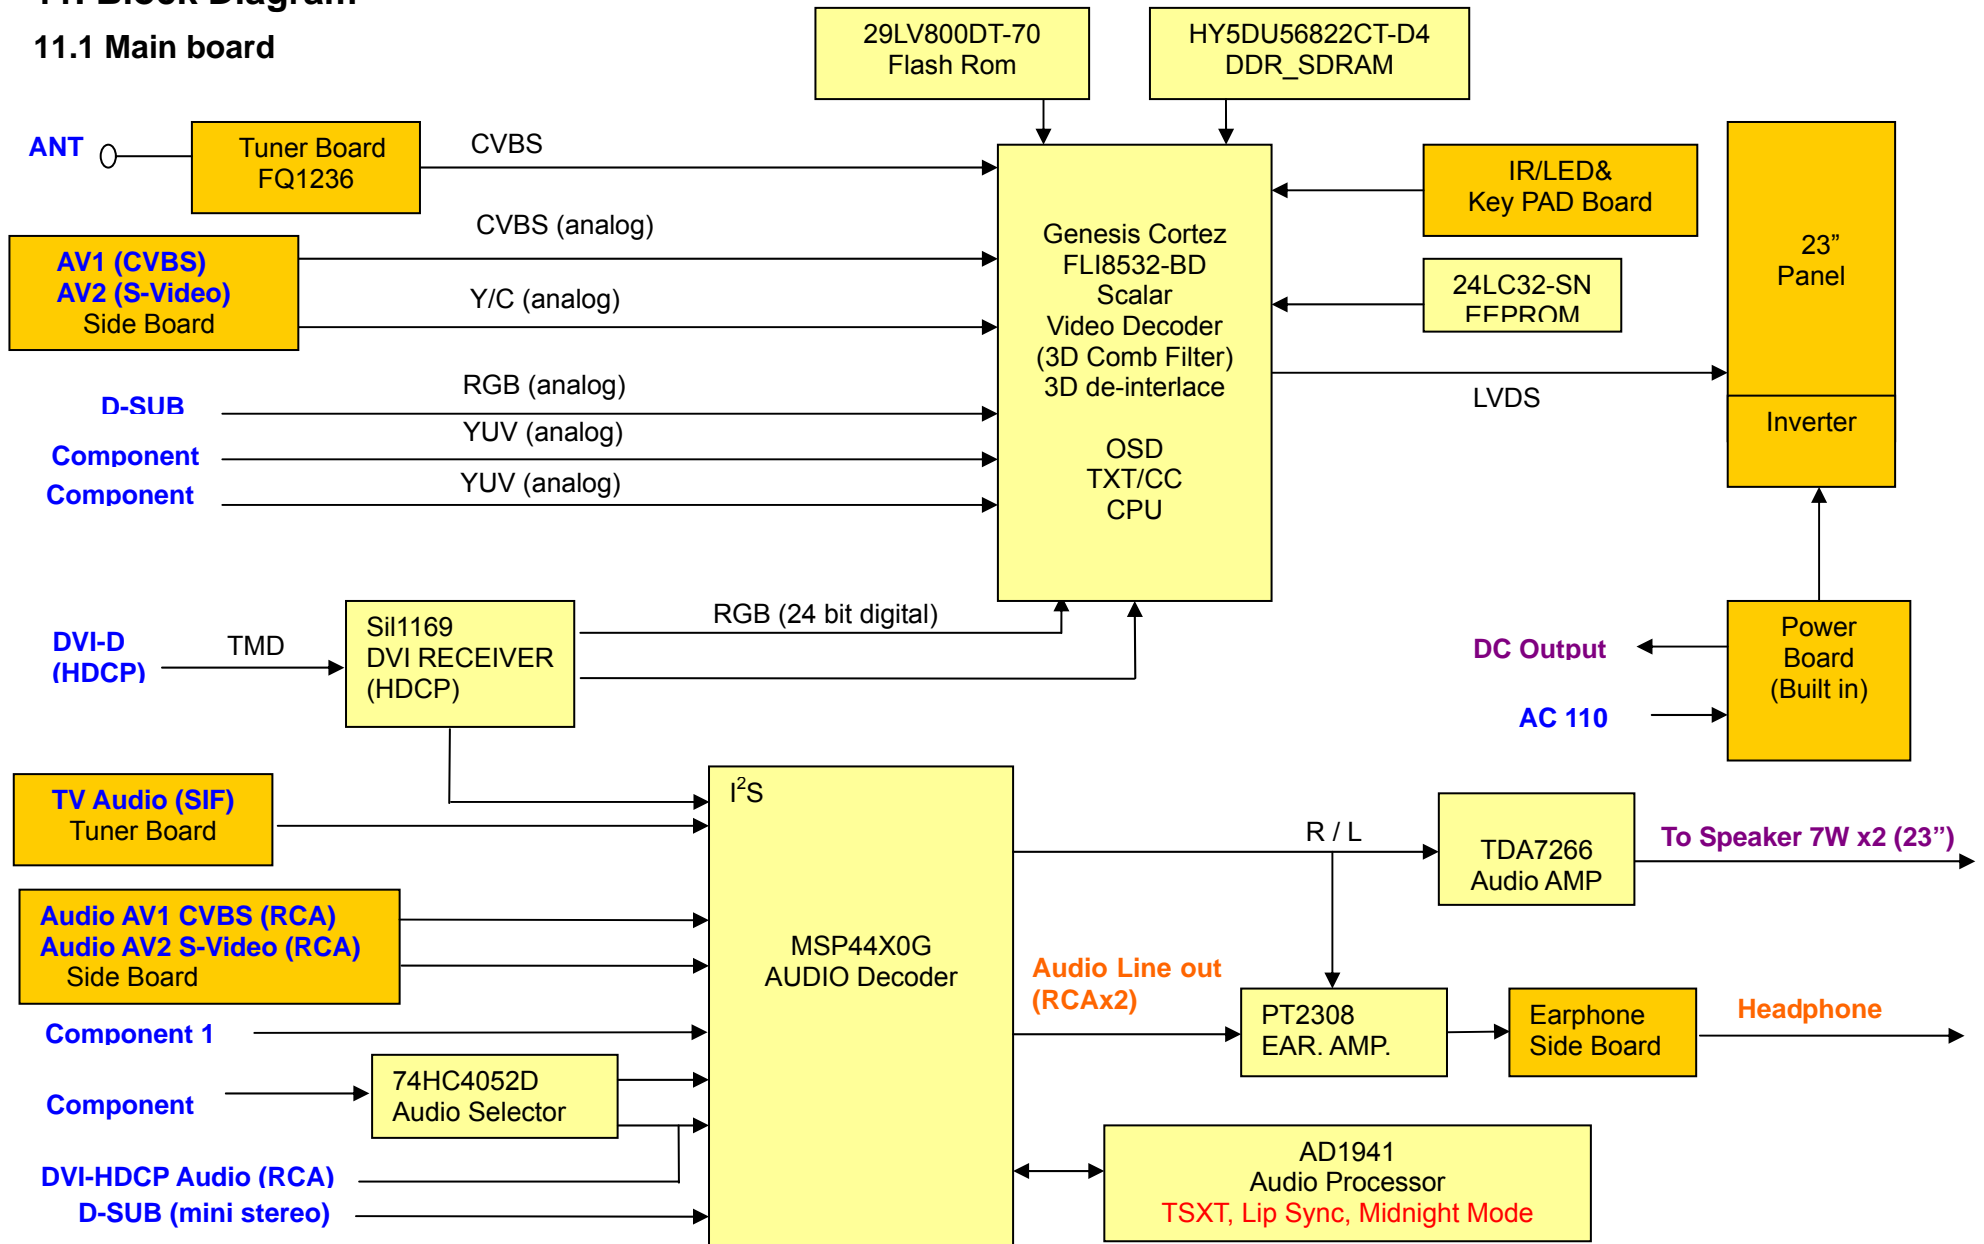 11. Block Diagram
11.1 Main board
29LV800DT-70
Flash Rom
HY5DU56822CT-D4
DDR_SDRAM
ANT
Tuner Board
FQ1236
CVBS
IR/LED&
Key PAD Board
23”
Panel
CVBS (analog)
AV1 (CVBS)
AV2 (S-Video)
Side Board
Y/C (analog)
Genesis Cortez
FLI8532-BD
Scalar
Video Decoder
(3D Comb Filter)
3D de-interlace
OSD
TXT/CC
CPU
24LC32-SN
EEPROM
LVDS
Inverter
D-SUB
RGB (analog)
Component
YUV (analog)
Component
YUV (analog)
DVI-D
(HDCP)
TMD
SiI1169
DVI RECEIVER
(HDCP)
RGB (24 bit digital)
DC Output
AC 110
Power
Board
(Built in)
TV Audio (SIF)
Tuner Board
I²S
R / L
TDA7266
Audio AMP
To Speaker 7W x2 (23”)
Audio AV1 CVBS (RCA)
Audio AV2 S-Video (RCA)
Side Board
MSP44X0G
AUDIO Decoder
Audio Line out
(RCAx2)
PT2308
EAR. AMP.
Earphone
Side Board
Headphone
Component 1
Component
74HC4052D
Audio Selector
DVI-HDCP Audio (RCA)
D-SUB (mini stereo)
AD1941
Audio Processor
TSXT, Lip Sync, Midnight Mode